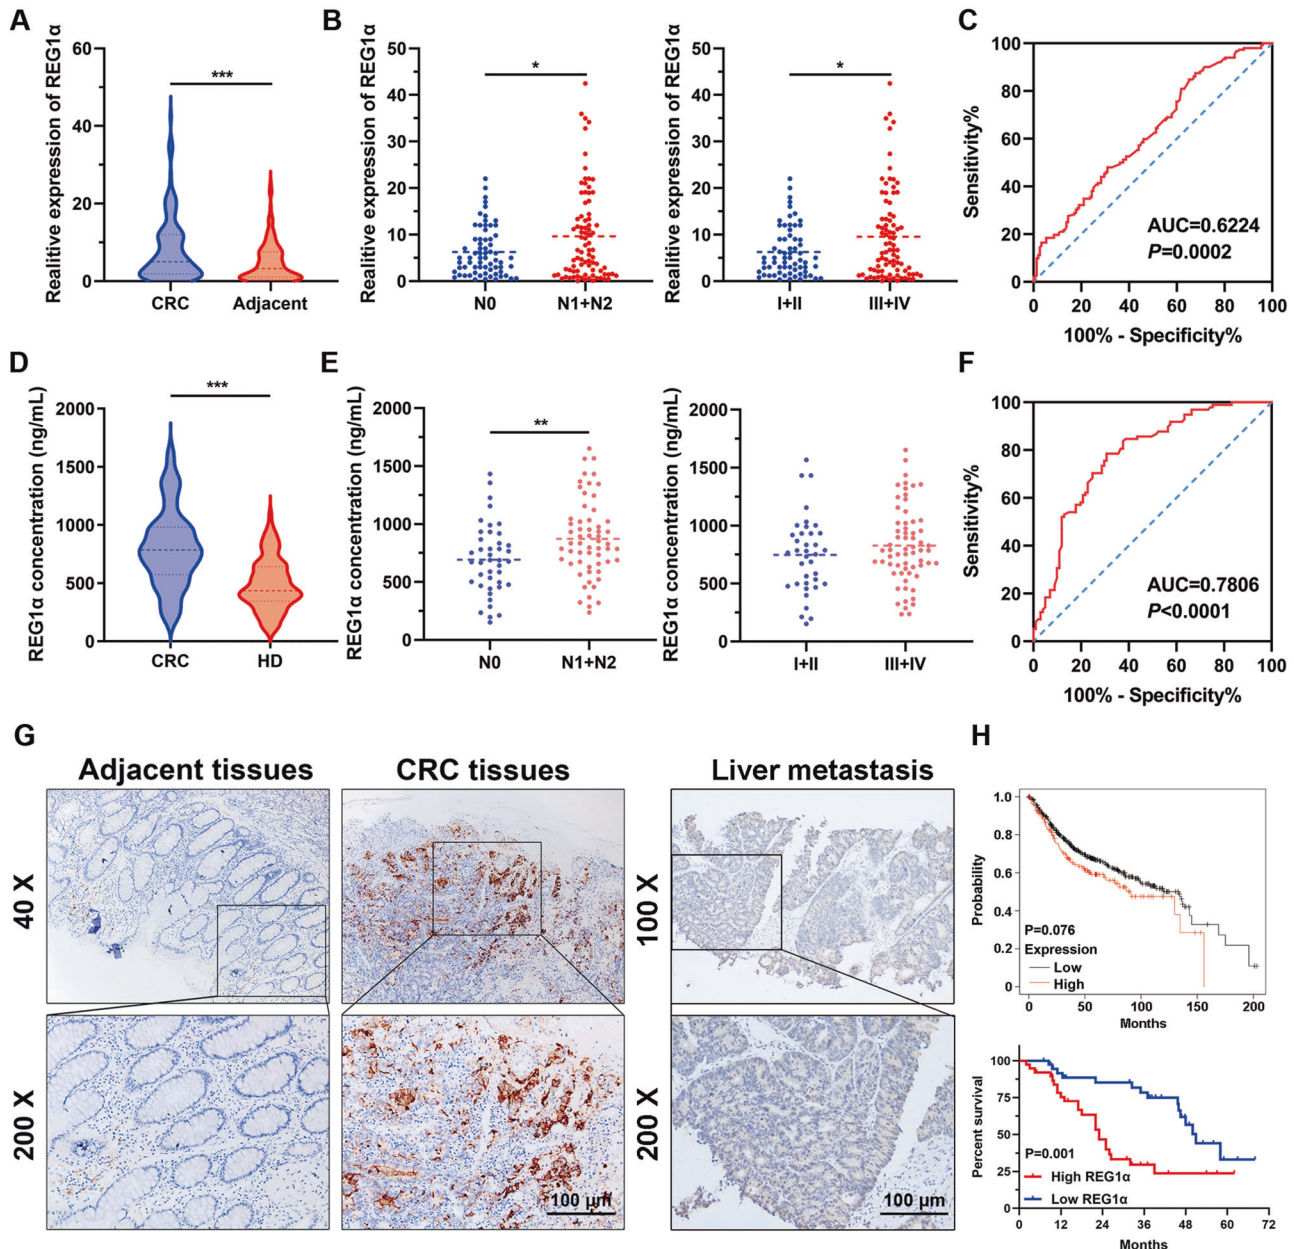 A
Realitive expression of REG1α
60
40
20
0
***
CRC
Adjacent
B
Realitive expression of REG1α
50
40
30
20
10
0
*
N0
N1+N2
50
40
30
20
10
0
*
I+II
III+IV
C
Sensitivity%
100
80
60
40
20
0
AUC=0.6224
P=0.0002
0 20 40 60 80 100
100% - Specificity%
D
REG1α concentration (ng/mL)
2000
1500
1000
500
0
***
CRC
HD
E
REG1α concentration (ng/mL)
2000
1500
1000
500
0
**
N0
N1+N2
REG1α concentration (ng/mL)
2000
1500
1000
500
0
I+II
III+IV
F
Sensitivity%
100
80
60
40
20
0
AUC=0.7806
P<0.0001
0 20 40 60 80 100
100% - Specificity%
G
Adjacent tissues
CRC tissues
Liver metastasis
40 X
100 X
200 X
200 X
100 μm
100 μm
H
Probability
1.0
0.8
0.6
0.4
0.2
0
P=0.076
Expression
Low
High
0 50 100 150 200
Months
Percent survival
100
75
50
25
0
P=0.001
High REG1α
Low REG1α
0 12 24 36 48 60 72
Months